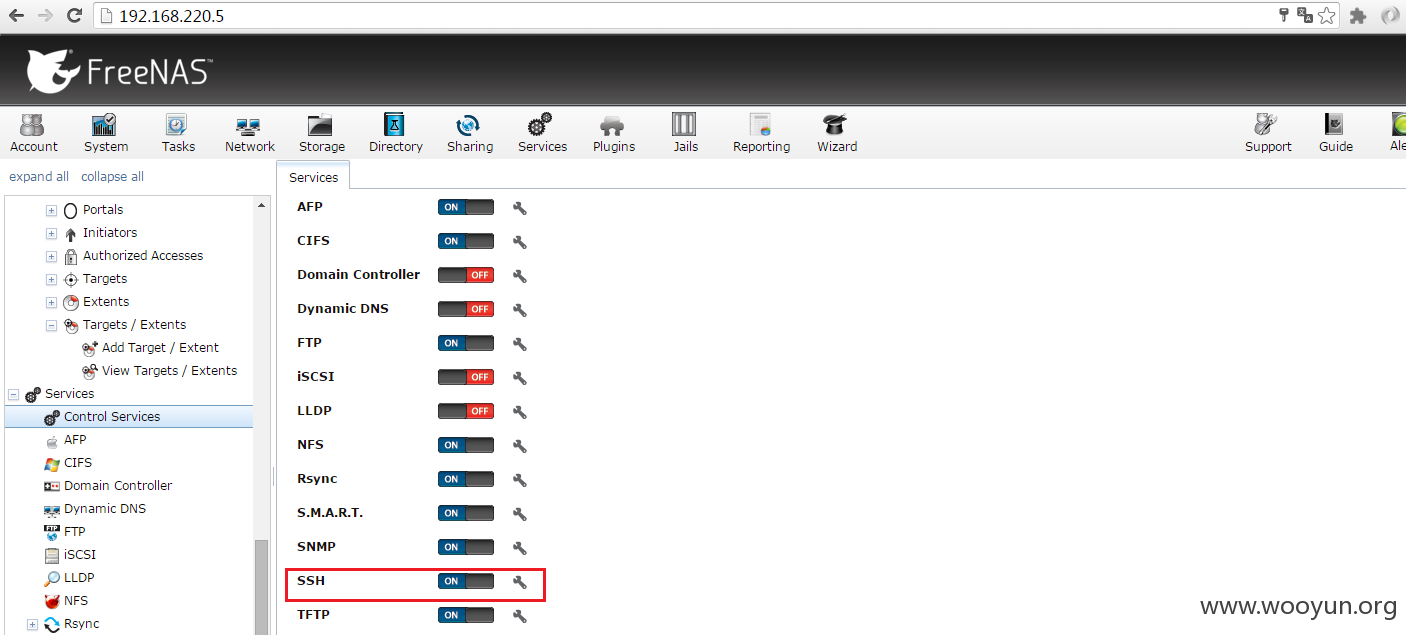 192.168.220.5
FreeNAS™
Account System Tasks Network Storage Directory Sharing Services Plugins Jails Reporting Wizard Support Guide Ale
expand all collapse all
Services
Portals
Initiators
Authorized Accesses
Targets
Extents
Targets / Extents
Add Target / Extent
View Targets / Extents
Services
Control Services
AFP
CIFS
Domain Controller
Dynamic DNS
FTP
iSCSI
LLDP
NFS
Rsync
AFP ON
CIFS ON
Domain Controller OFF
Dynamic DNS OFF
FTP ON
iSCSI OFF
LLDP OFF
NFS ON
Rsync ON
S.M.A.R.T. ON
SNMP ON
SSH ON
TFTP ON
www.wooyun.org